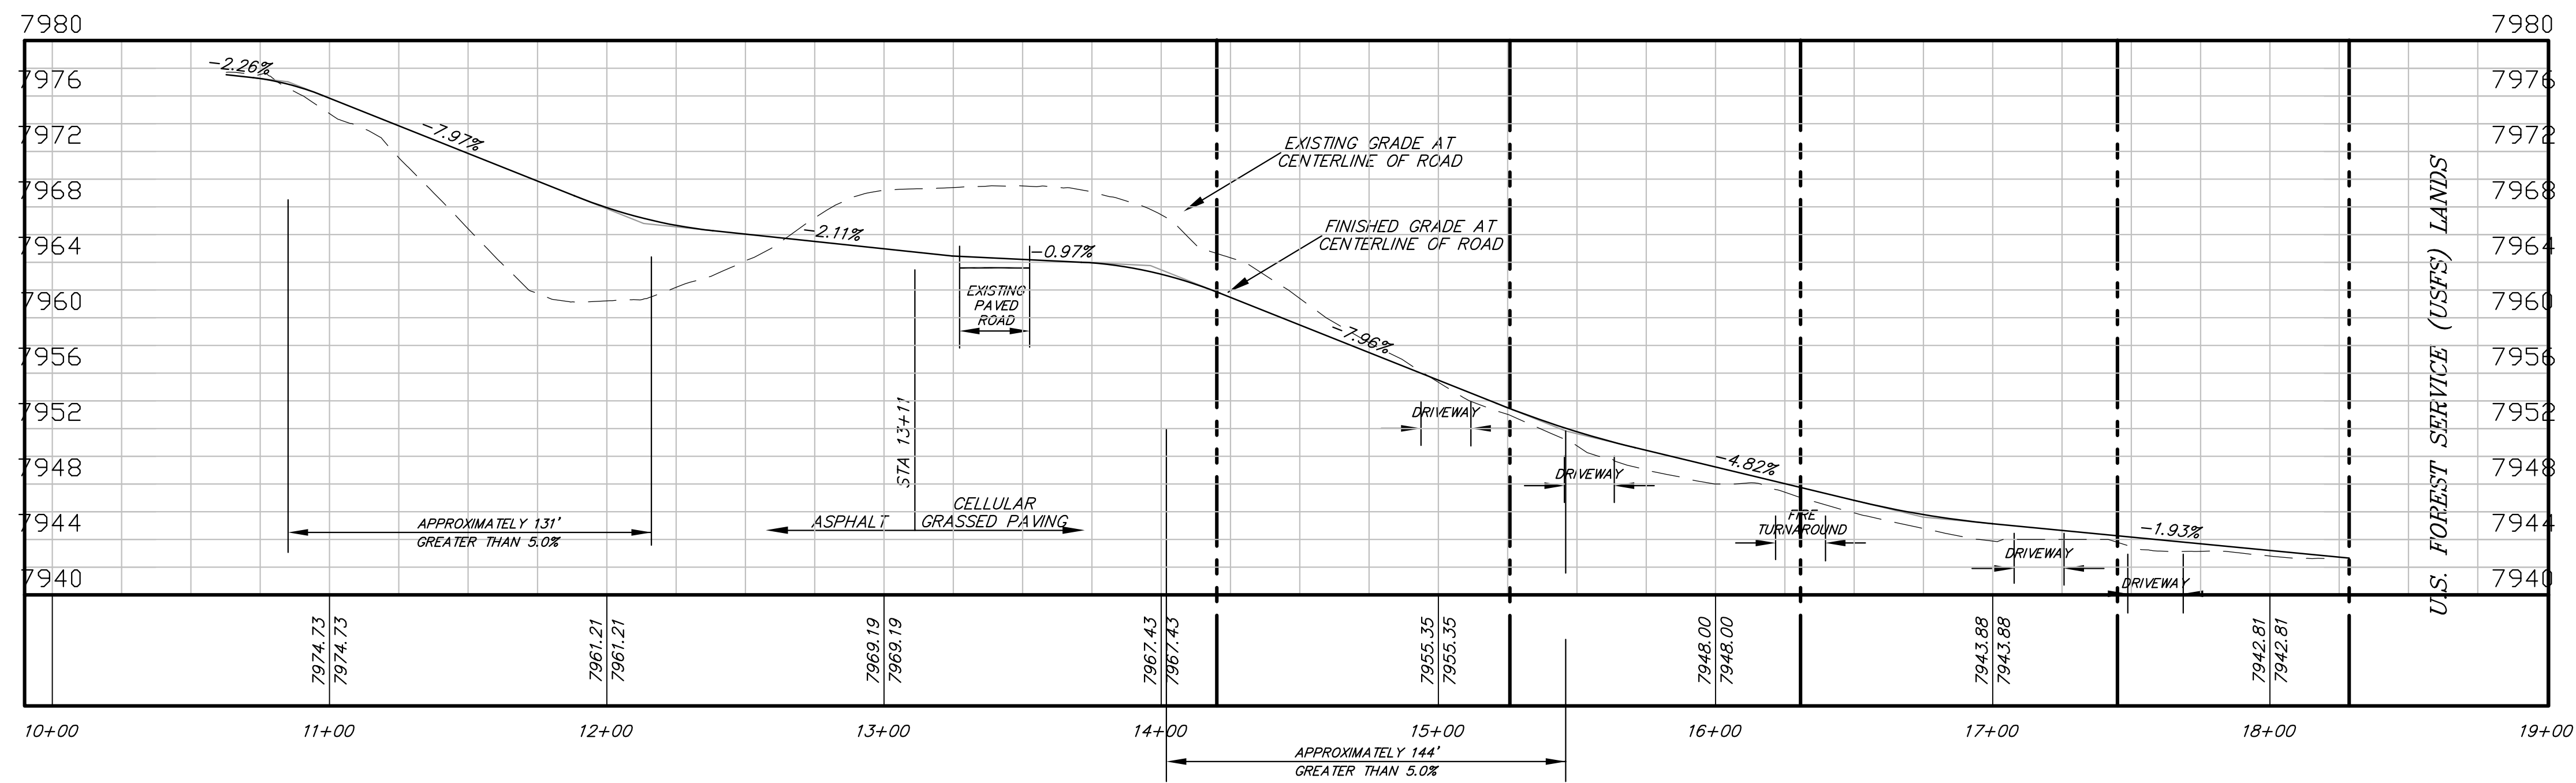 7980
7980
7976
7976
7972
7972
7968
7968
7964
7964
7960
7960
7956
7956
7952
7952
7948
7948
7944
7944
7940
7940
-2.26%
-7.97%
-2.11%
-0.97%
-7.96%
-4.82%
-1.93%
EXISTING GRADE AT
CENTERLINE OF ROAD
FINISHED GRADE AT
CENTERLINE OF ROAD
EXISTING
PAVED
ROAD
STA 13+11
ASPHALT
CELLULAR
GRASSED PAVING
APPROXIMATELY 131'
GREATER THAN 5.0%
DRIVEWAY
DRIVEWAY
FIRE
TURNAROUND
DRIVEWAY
DRIVEWAY
U.S. FOREST SERVICE (USFS) LANDS
7974.73
7974.73
7961.21
7961.21
7969.19
7969.19
7967.43
7967.43
7955.35
7955.35
7948.00
7948.00
7943.88
7943.88
7942.81
7942.81
10+00
11+00
12+00
13+00
14+00
15+00
16+00
17+00
18+00
19+00
APPROXIMATELY 144'
GREATER THAN 5.0%